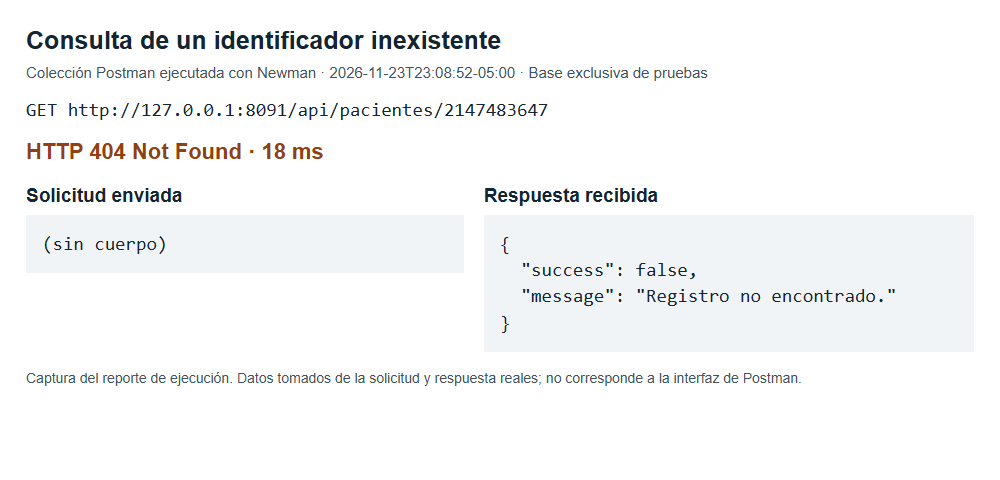 Consulta de un identificador inexistente
Colección Postman ejecutada con Newman · 2026-11-23T23:08:52-05:00 · Base exclusiva de pruebas
GET http://127.0.0.1:8091/api/pacientes/2147483647
HTTP 404 Not Found · 18 ms
Solicitud enviada
(sin cuerpo)
Respuesta recibida
{
  "success": false,
  "message": "Registro no encontrado."
}
Captura del reporte de ejecución. Datos tomados de la solicitud y respuesta reales; no corresponde a la interfaz de Postman.